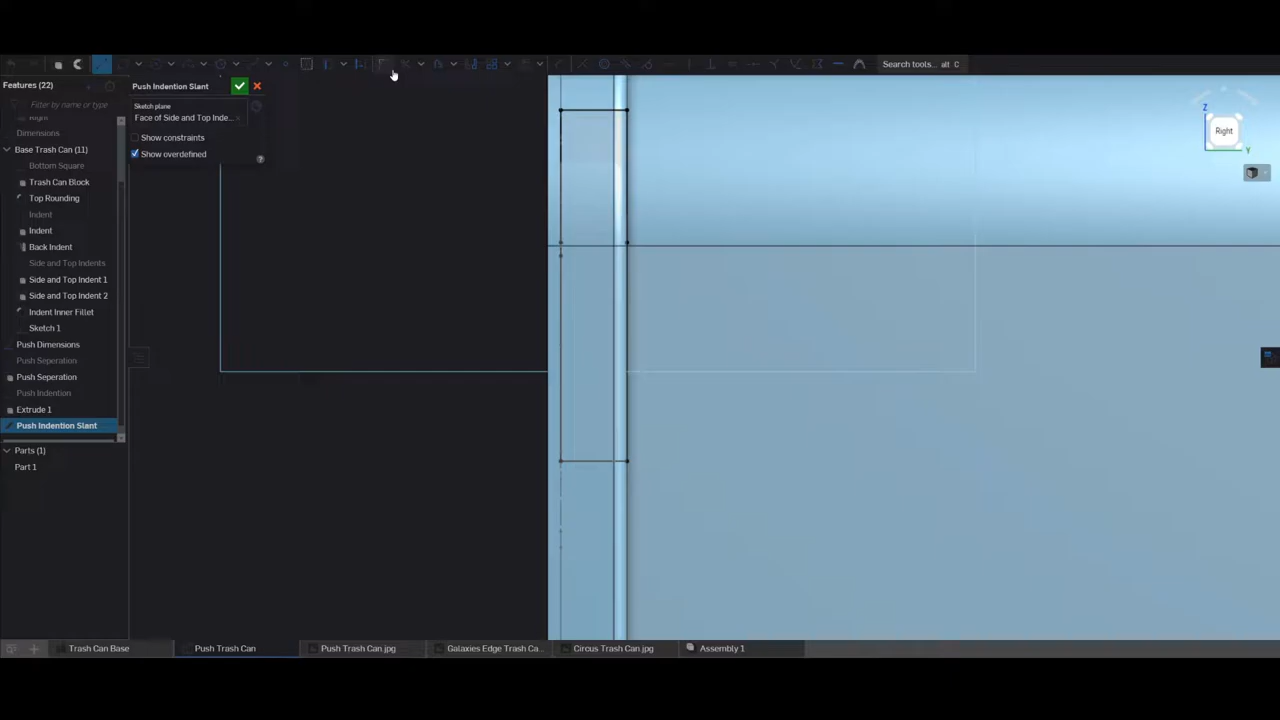 Search tools... alt C
Features (22)
Filter by name or type
Right
Dimensions
Base Trash Can (11)
Bottom Square
Trash Can Block
Top Rounding
Indent
Indent
Back Indent
Side and Top Indents
Side and Top Indent 1
Side and Top Indent 2
Indent Inner Fillet
Sketch 1
Push Dimensions
Push Seperation
Push Seperation
Push Indention
Extrude 1
Push Indention Slant
Parts (1)
Part 1
Push Indention Slant
Sketch plane
Face of Side and Top Inde...
Show constraints
Show overdefined
Z
Right
Y
Trash Can Base
Push Trash Can
Push Trash Can.jpg
Galaxies Edge Trash Ca...
Circus Trash Can.jpg
Assembly 1